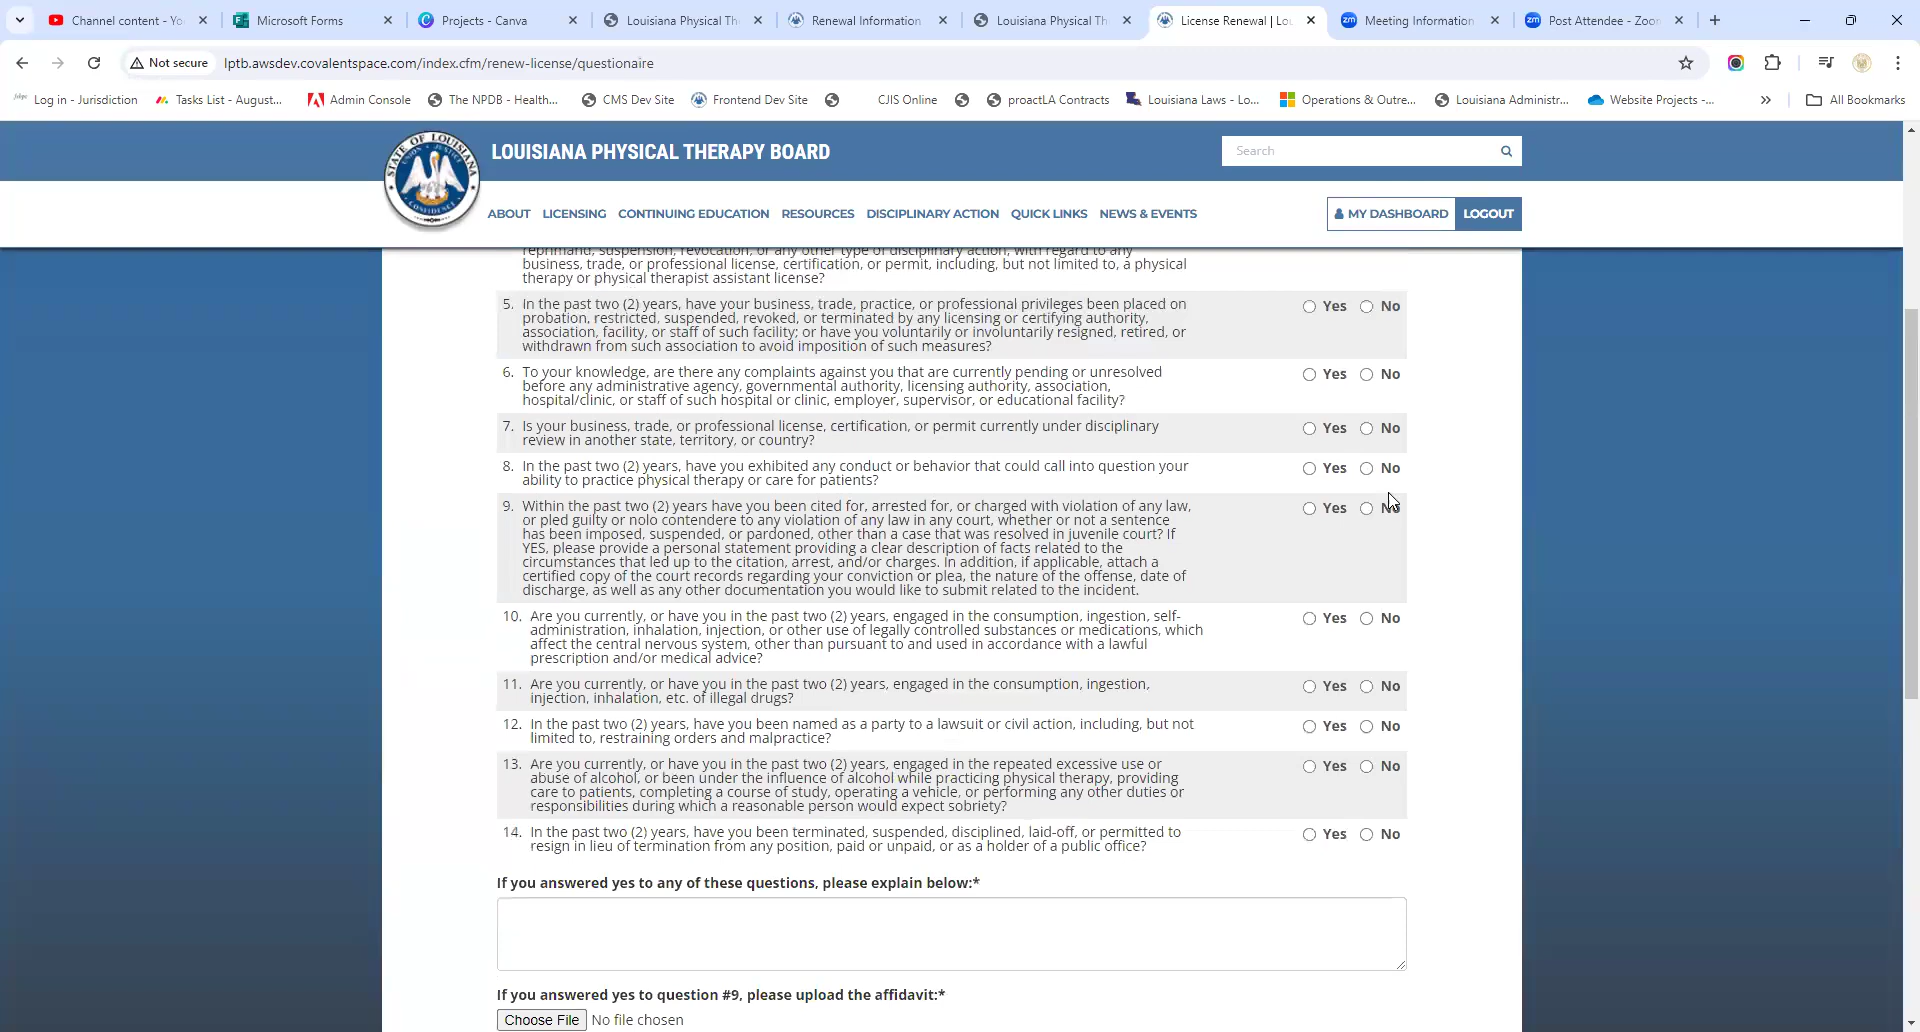 Channel content - Yo
Microsoft Forms
Projects - Canva
Louisiana Physical Th
Renewal Information
Louisiana Physical Th
License Renewal | Lo
zm Meeting Information
zm Post Attendee - Zoo
Not secure lptb.awsdev.covalentspace.com/index.cfm/renew-license/questionaire
Log in - Jurisdiction
Tasks List - August...
Admin Console
The NPDB - Health...
CMS Dev Site
Frontend Dev Site
CJIS Online
proactLA Contracts
Louisiana Laws - Lo...
Operations & Outre...
Louisiana Administr...
Website Projects -...
All Bookmarks
STATE OF LOUISIANA
UNION JUSTICE
CONFIDENCE
LOUISIANA PHYSICAL THERAPY BOARD
Search
ABOUT LICENSING CONTINUING EDUCATION RESOURCES DISCIPLINARY ACTION QUICK LINKS NEWS & EVENTS
MY DASHBOARD LOGOUT
reprimand, suspension, revocation, or any other type of disciplinary action, with regard to any
business, trade, or professional license, certification, or permit, including, but not limited to, a physical
therapy or physical therapist assistant license?
5. In the past two (2) years, have your business, trade, practice, or professional privileges been placed on Yes No
probation, restricted, suspended, revoked, or terminated by any licensing or certifying authority,
association, facility, or staff of such facility; or have you voluntarily or involuntarily resigned, retired, or
withdrawn from such association to avoid imposition of such measures?
6. To your knowledge, are there any complaints against you that are currently pending or unresolved Yes No
before any administrative agency, governmental authority, licensing authority, association,
hospital/clinic, or staff of such hospital or clinic, employer, supervisor, or educational facility?
7. Is your business, trade, or professional license, certification, or permit currently under disciplinary Yes No
review in another state, territory, or country?
8. In the past two (2) years, have you exhibited any conduct or behavior that could call into question your Yes No
ability to practice physical therapy or care for patients?
9. Within the past two (2) years have you been cited for, arrested for, or charged with violation of any law, Yes No
or pled guilty or nolo contendere to any violation of any law in any court, whether or not a sentence
has been imposed, suspended, or pardoned, other than a case that was resolved in juvenile court? If
YES, please provide a personal statement providing a clear description of facts related to the
circumstances that led up to the citation, arrest, and/or charges. In addition, if applicable, attach a
certified copy of the court records regarding your conviction or plea, the nature of the offense, date of
discharge, as well as any other documentation you would like to submit related to the incident.
10. Are you currently, or have you in the past two (2) years, engaged in the consumption, ingestion, self- Yes No
administration, inhalation, injection, or other use of legally controlled substances or medications, which
affect the central nervous system, other than pursuant to and used in accordance with a lawful
prescription and/or medical advice?
11. Are you currently, or have you in the past two (2) years, engaged in the consumption, ingestion, Yes No
injection, inhalation, etc. of illegal drugs?
12. In the past two (2) years, have you been named as a party to a lawsuit or civil action, including, but not Yes No
limited to, restraining orders and malpractice?
13. Are you currently, or have you in the past two (2) years, engaged in the repeated excessive use or Yes No
abuse of alcohol, or been under the influence of alcohol while practicing physical therapy, providing
care to patients, completing a course of study, operating a vehicle, or performing any other duties or
responsibilities during which a reasonable person would expect sobriety?
14. In the past two (2) years, have you been terminated, suspended, disciplined, laid-off, or permitted to Yes No
resign in lieu of termination from any position, paid or unpaid, or as a holder of a public office?
If you answered yes to any of these questions, please explain below:*
If you answered yes to question #9, please upload the affidavit:*
Choose File No file chosen